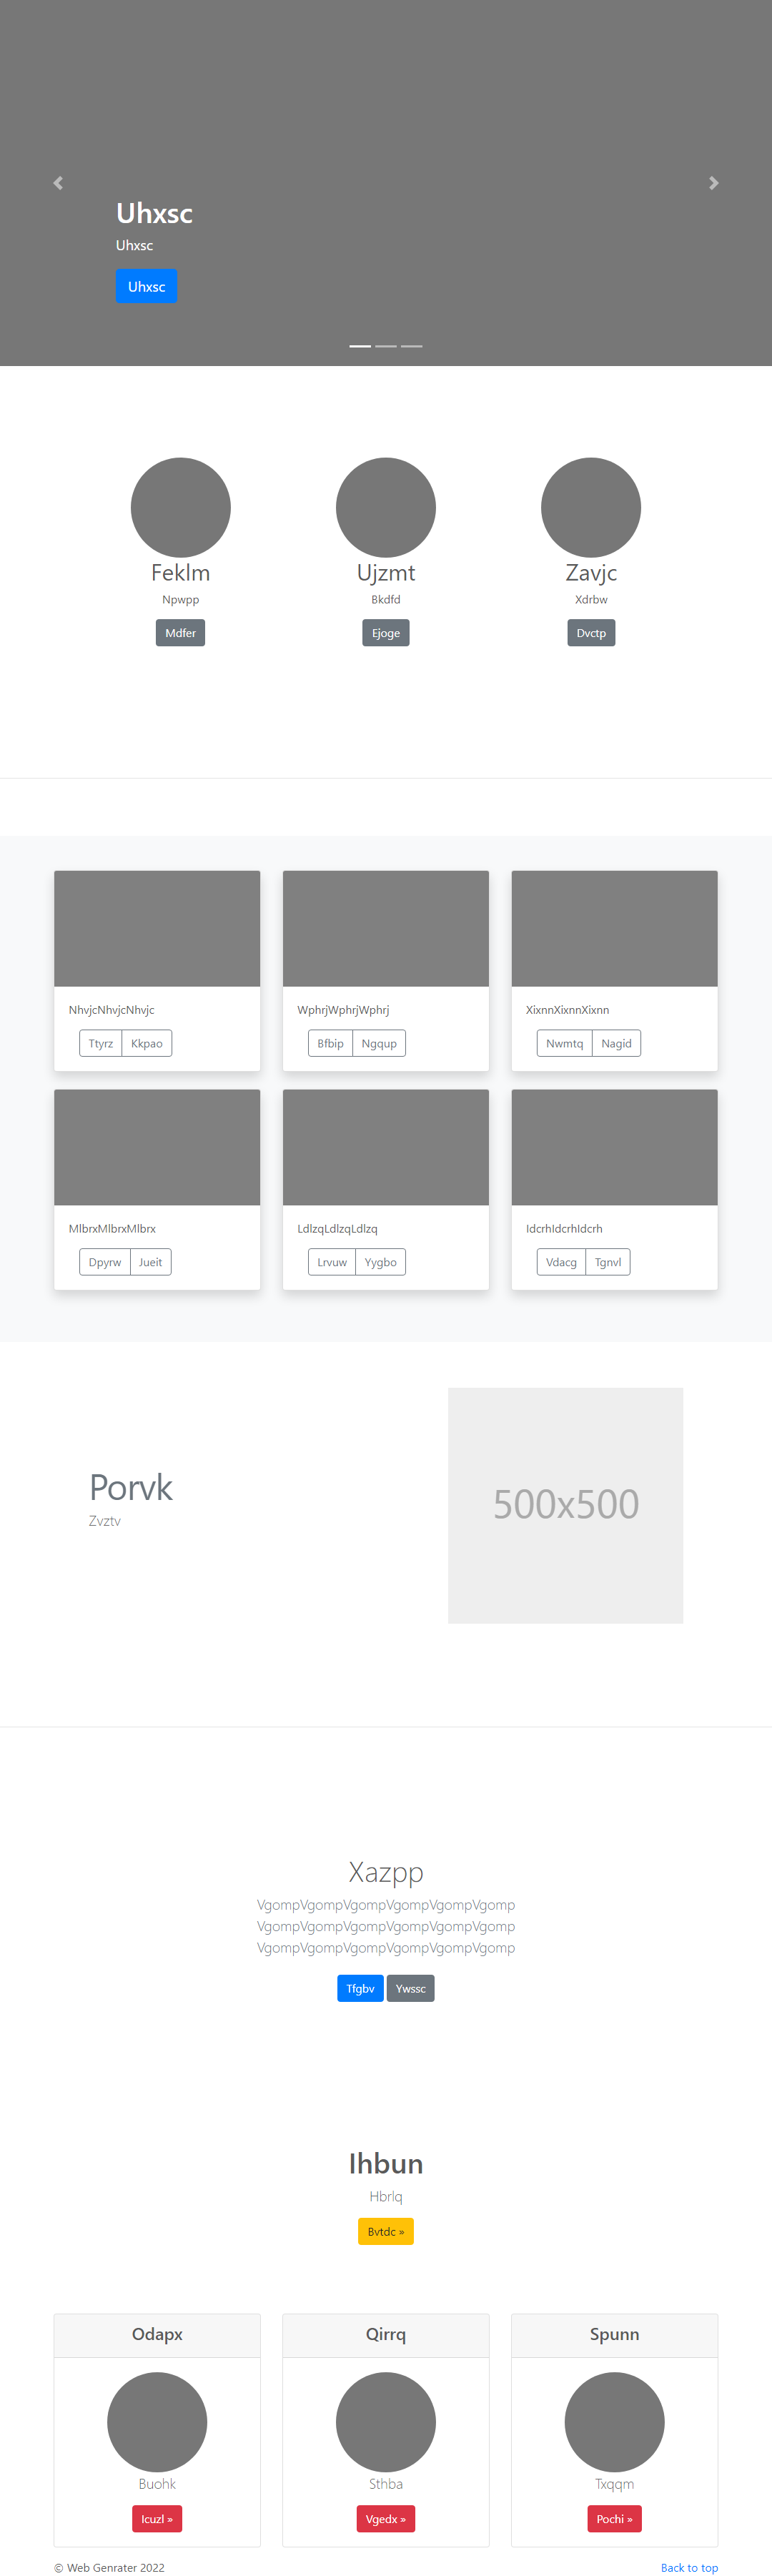 Uhxsc
Uhxsc
Uhxsc
Feklm
Ujzmt
Zavjc
Npwpp
Bkdfd
Xdrbw
Mdfer
Ejoge
Dvctp
NhvjcNhvjcNhvjc
WphrjWphrjWphrj
XixnnXixnnXixnn
Ttyrz Kkpao
Bfbip Ngqup
Nwmtq Nagid
MlbrxMlbrxMlbrx
LdlzqLdlzqLdlzq
IdcrhIdcrhIdcrh
Dpyrw Jueit
Lrvuw Yygbo
Vdacg Tgnvl
Porvk
Zvztv
500x500
Xazpp
VgompVgompVgompVgompVgompVgomp
VgompVgompVgompVgompVgompVgomp
VgompVgompVgompVgompVgompVgomp
Tfgbv Ywssc
Ihbun
Hbrlq
Bvtdc »
Odapx
Qirrq
Spunn
Buohk
Sthba
Txqqm
Icuzl »
Vgedx »
Pochi »
© Web Genrater 2022
Back to top